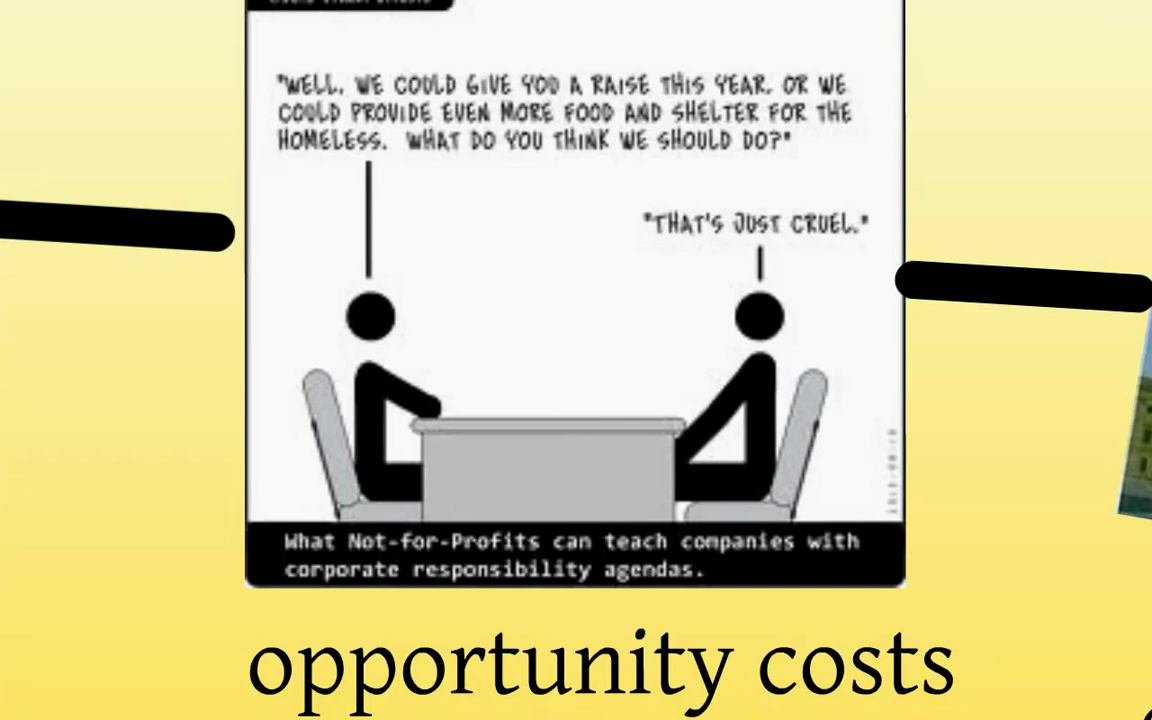 "WELL, WE COULD GIVE YOU A RAISE THIS YEAR, OR WE
COULD PROVIDE EVEN MORE FOOD AND SHELTER FOR THE
HOMELESS. WHAT DO YOU THINK WE SHOULD DO?"
"THAT'S JUST CRUEL."
What Not-for-Profits can teach companies with
corporate responsibility agendas.
opportunity costs